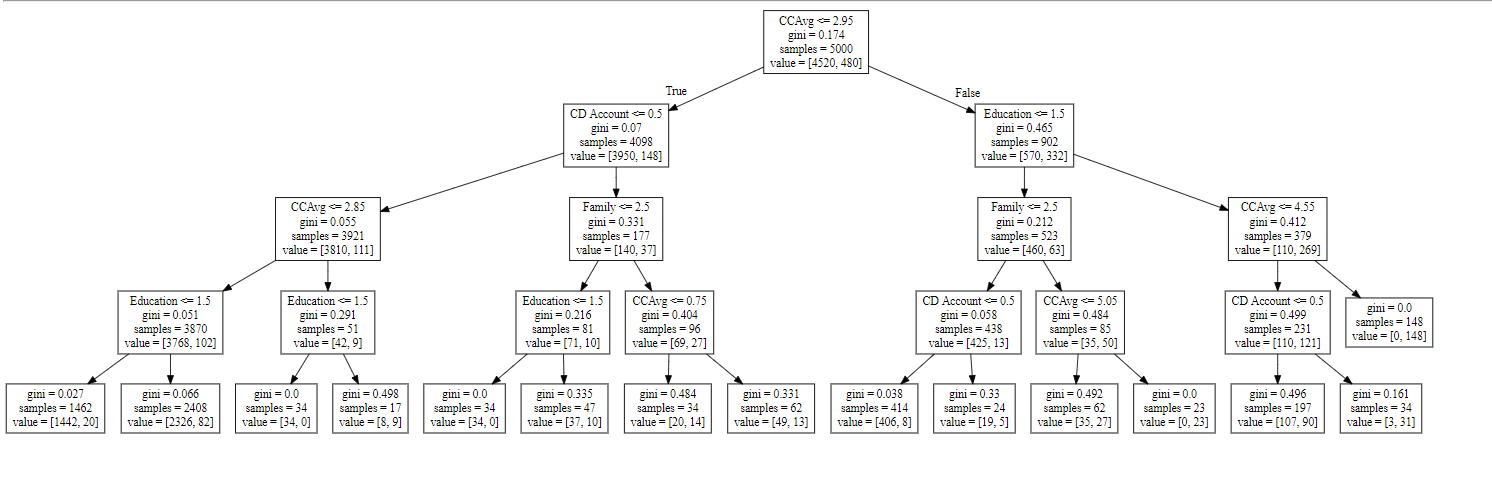 CCAvg <= 2.95
gini = 0.174
samples = 5000
value = [4520, 480]
True
False
CD Account <= 0.5
gini = 0.07
samples = 4098
value = [3950, 148]
Education <= 1.5
gini = 0.465
samples = 902
value = [570, 332]
CCAvg <= 2.85
gini = 0.055
samples = 3921
value = [3810, 111]
Family <= 2.5
gini = 0.331
samples = 177
value = [140, 37]
Family <= 2.5
gini = 0.212
samples = 523
value = [460, 63]
CCAvg <= 4.55
gini = 0.412
samples = 379
value = [110, 269]
Education <= 1.5
gini = 0.051
samples = 3870
value = [3768, 102]
Education <= 1.5
gini = 0.291
samples = 51
value = [42, 9]
Education <= 1.5
gini = 0.216
samples = 81
value = [71, 10]
CCAvg <= 0.75
gini = 0.404
samples = 96
value = [69, 27]
CD Account <= 0.5
gini = 0.058
samples = 438
value = [425, 13]
CCAvg <= 5.05
gini = 0.484
samples = 85
value = [35, 50]
CD Account <= 0.5
gini = 0.499
samples = 231
value = [110, 121]
gini = 0.0
samples = 148
value = [0, 148]
gini = 0.027
samples = 1462
value = [1442, 20]
gini = 0.066
samples = 2408
value = [2326, 82]
gini = 0.0
samples = 34
value = [34, 0]
gini = 0.498
samples = 17
value = [8, 9]
gini = 0.0
samples = 34
value = [34, 0]
gini = 0.335
samples = 47
value = [37, 10]
gini = 0.484
samples = 34
value = [20, 14]
gini = 0.331
samples = 62
value = [49, 13]
gini = 0.038
samples = 414
value = [406, 8]
gini = 0.33
samples = 24
value = [19, 5]
gini = 0.492
samples = 62
value = [35, 27]
gini = 0.0
samples = 23
value = [0, 23]
gini = 0.496
samples = 197
value = [107, 90]
gini = 0.161
samples = 34
value = [3, 31]